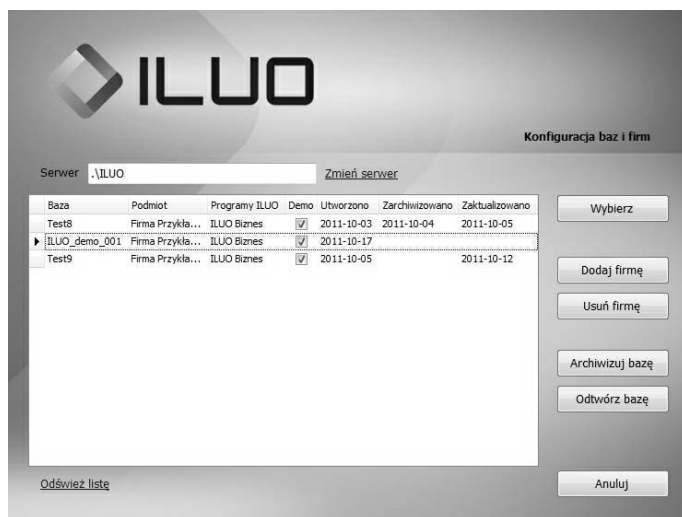 ILUO
Konfiguracja baz i firm
Serwer .\ILUO Zmień serwer
Baza Podmiot Programy ILUO Demo Utworzono Zarchiwizowano Zaktualizowano
Test8 Firma Przykła... ILUO Biznes 2011-10-03 2011-10-04 2011-10-05
ILUO_demo_001 Firma Przykła... ILUO Biznes 2011-10-17
Test9 Firma Przykła... ILUO Biznes 2011-10-05 2011-10-12
Wybierz
Dodaj firmę
Usuń firmę
Archiwizuj bazę
Odtwórz bazę
Odśwież listę
Anuluj